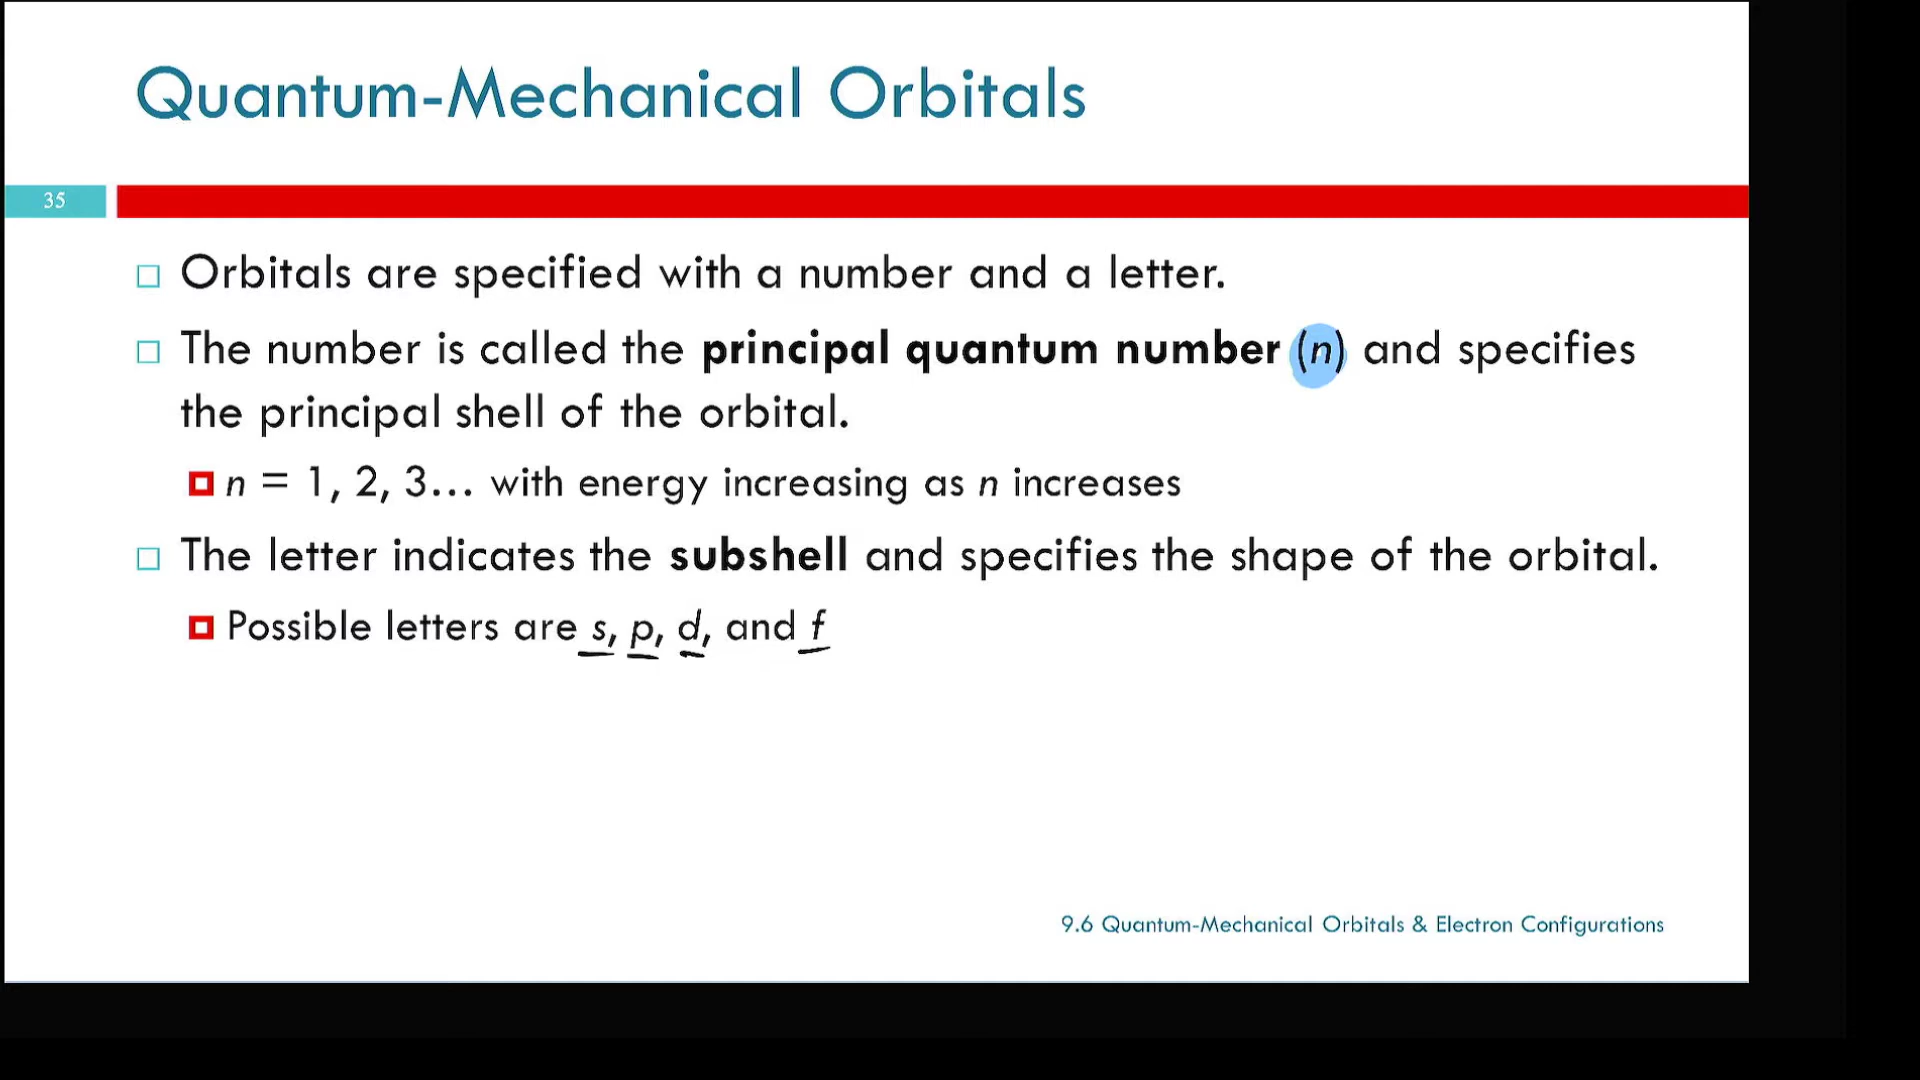 Quantum-Mechanical Orbitals
35
Orbitals are specified with a number and a letter.
The number is called the principal quantum number (n) and specifies
the principal shell of the orbital.
n = 1, 2, 3... with energy increasing as n increases
The letter indicates the subshell and specifies the shape of the orbital.
Possible letters are s, p, d, and f
9.6 Quantum-Mechanical Orbitals & Electron Configurations